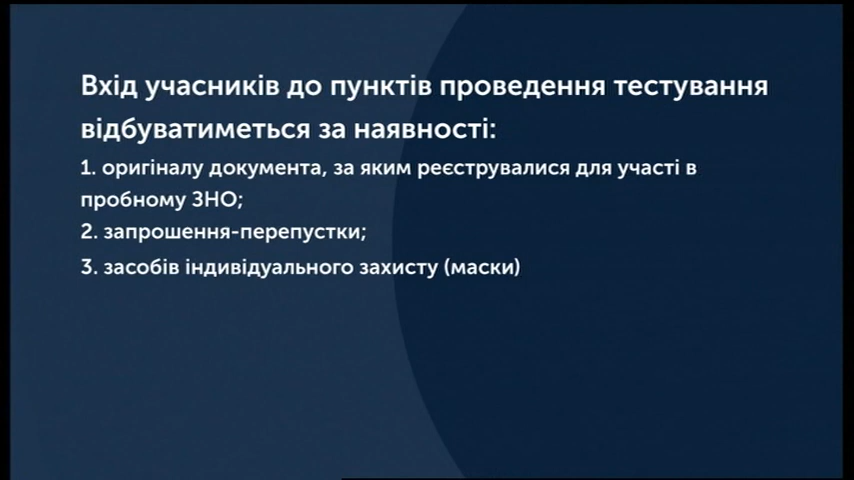 Вхід учасників до пунктів проведення тестування
відбуватиметься за наявності:
1. оригіналу документа, за яким реєструвалися для участі в
пробному ЗНО;
2. запрошення-перепустки;
3. засобів індивідуального захисту (маски)